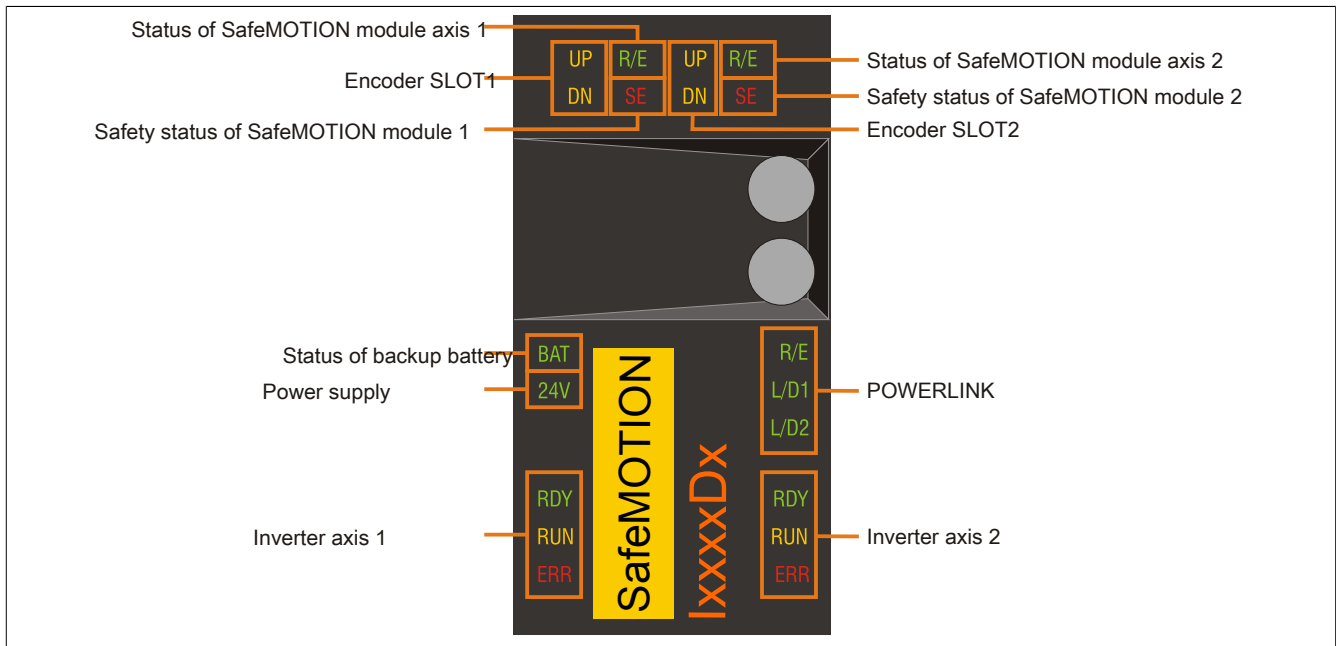 Status of SafeMOTION module axis 1
Encoder SLOT1
Safety status of SafeMOTION module 1
UP R/E UP R/E
DN SE DN SE
Status of SafeMOTION module axis 2
Safety status of SafeMOTION module 2
Encoder SLOT2
Status of backup battery
Power supply
BAT
24V
R/E
L/D1
L/D2
POWERLINK
SafeMOTION
IxxxxDx
Inverter axis 1
RDY
RUN
ERR
RDY
RUN
ERR
Inverter axis 2